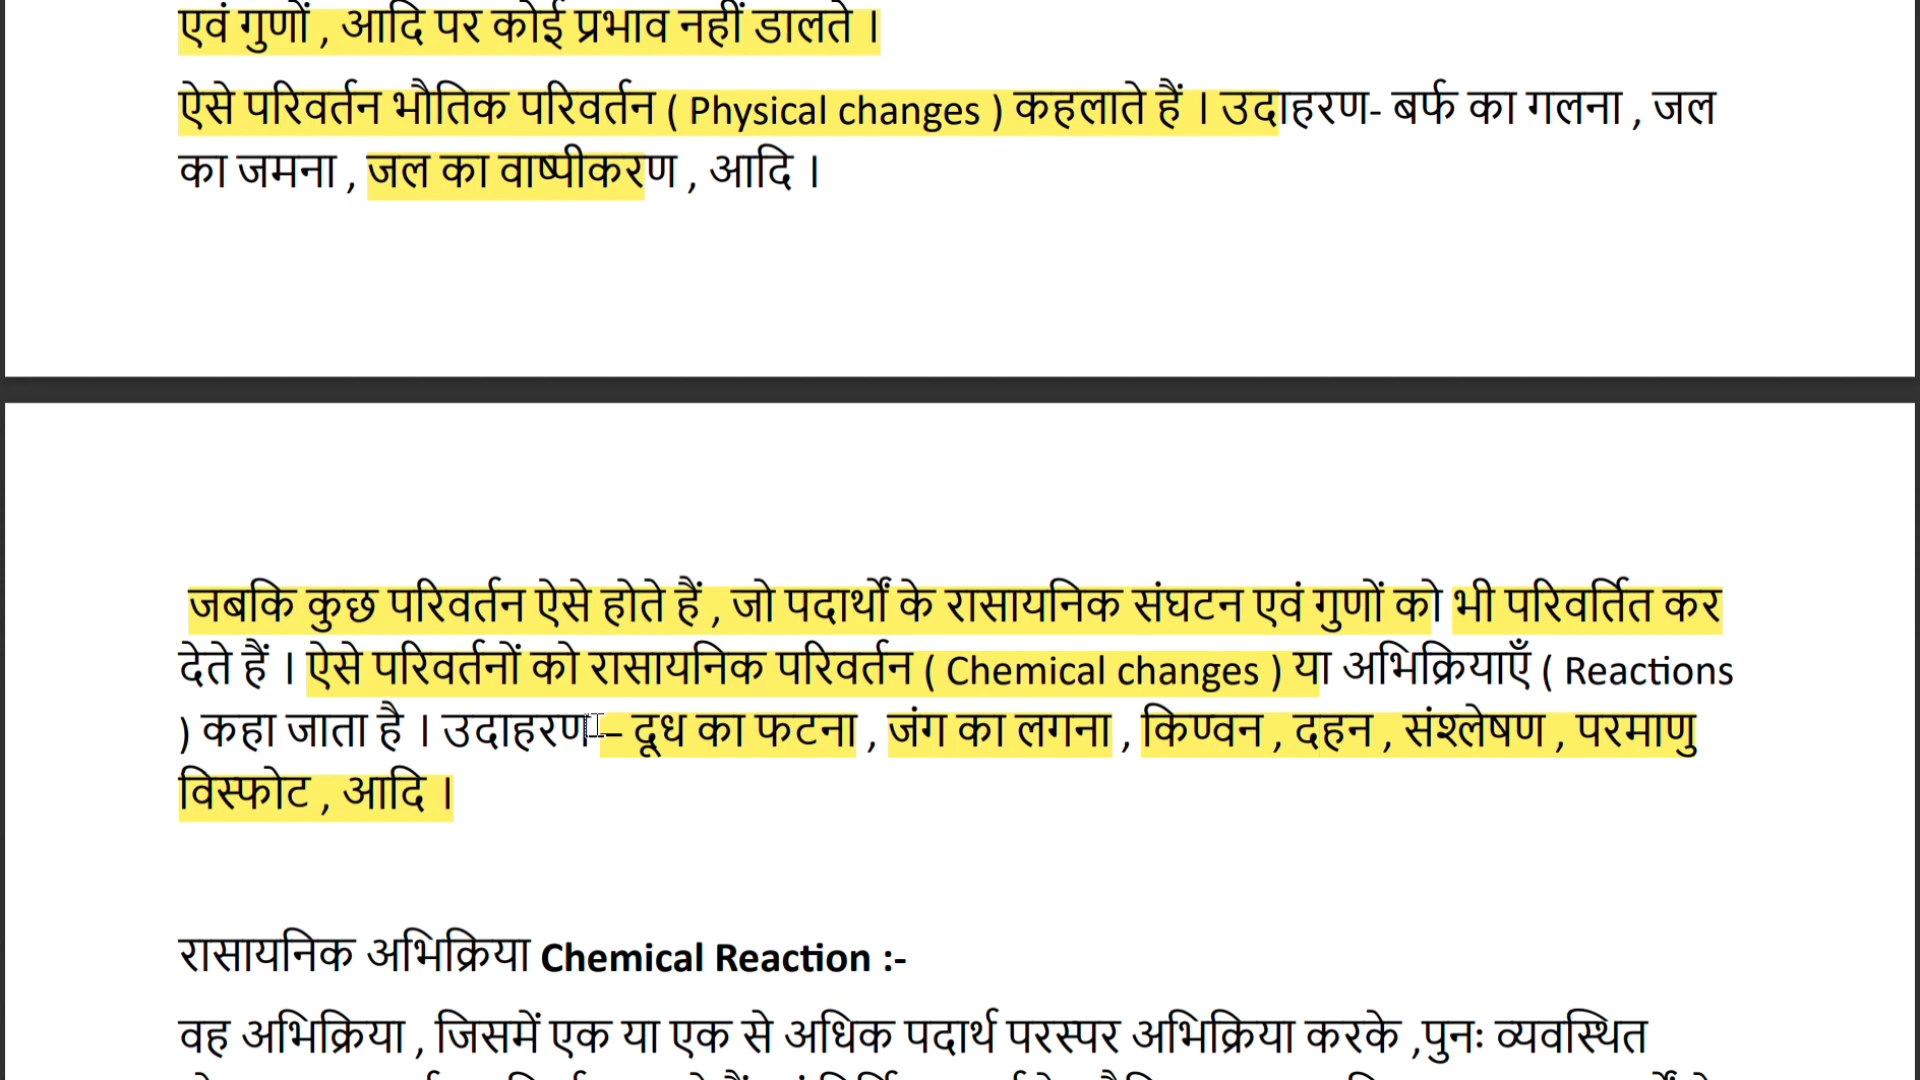 एवं गुणों , आदि पर कोई प्रभाव नहीं डालते ।
ऐसे परिवर्तन भौतिक परिवर्तन ( Physical changes ) कहलाते हैं । उदाहरण- बर्फ का गलना , जल
का जमना , जल का वाष्पीकरण , आदि ।
जबकि कुछ परिवर्तन ऐसे होते हैं , जो पदार्थों के रासायनिक संघटन एवं गुणों को भी परिवर्तित कर
देते हैं । ऐसे परिवर्तनों को रासायनिक परिवर्तन ( Chemical changes ) या अभिक्रियाएँ ( Reactions
) कहा जाता है । उदाहरण -– दूध का फटना , जंग का लगना , किण्वन , दहन , संश्लेषण , परमाणु
विस्फोट , आदि ।
रासायनिक अभिक्रिया Chemical Reaction :-
वह अभिक्रिया , जिसमें एक या एक से अधिक पदार्थ परस्पर अभिक्रिया करके ,पुनः व्यवस्थित